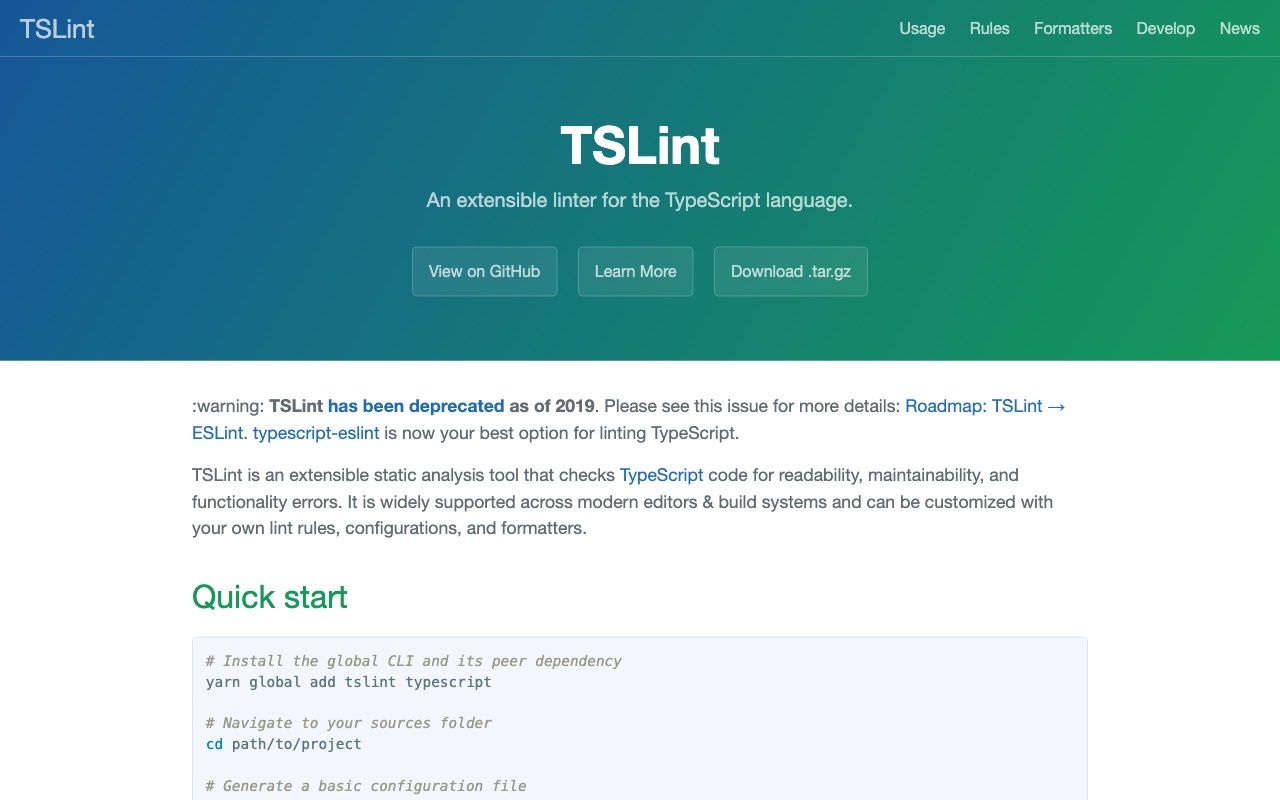 TSLint
Usage Rules Formatters Develop News
TSLint
An extensible linter for the TypeScript language.
View on GitHub Learn More Download .tar.gz
:warning: TSLint has been deprecated as of 2019. Please see this issue for more details: Roadmap: TSLint →
ESLint. typescript-eslint is now your best option for linting TypeScript.
TSLint is an extensible static analysis tool that checks TypeScript code for readability, maintainability, and
functionality errors. It is widely supported across modern editors & build systems and can be customized with
your own lint rules, configurations, and formatters.
Quick start
# Install the global CLI and its peer dependency
yarn global add tslint typescript
# Navigate to your sources folder
cd path/to/project
# Generate a basic configuration file